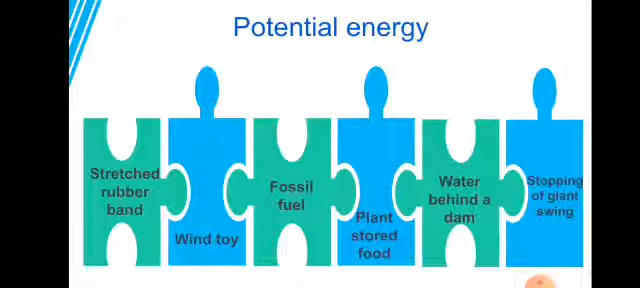 Potential energy
Stretched
rubber
band
Wind toy
Fossil
fuel
Plant
stored
food
Water
behind a
dam
Stopping
of giant
swing